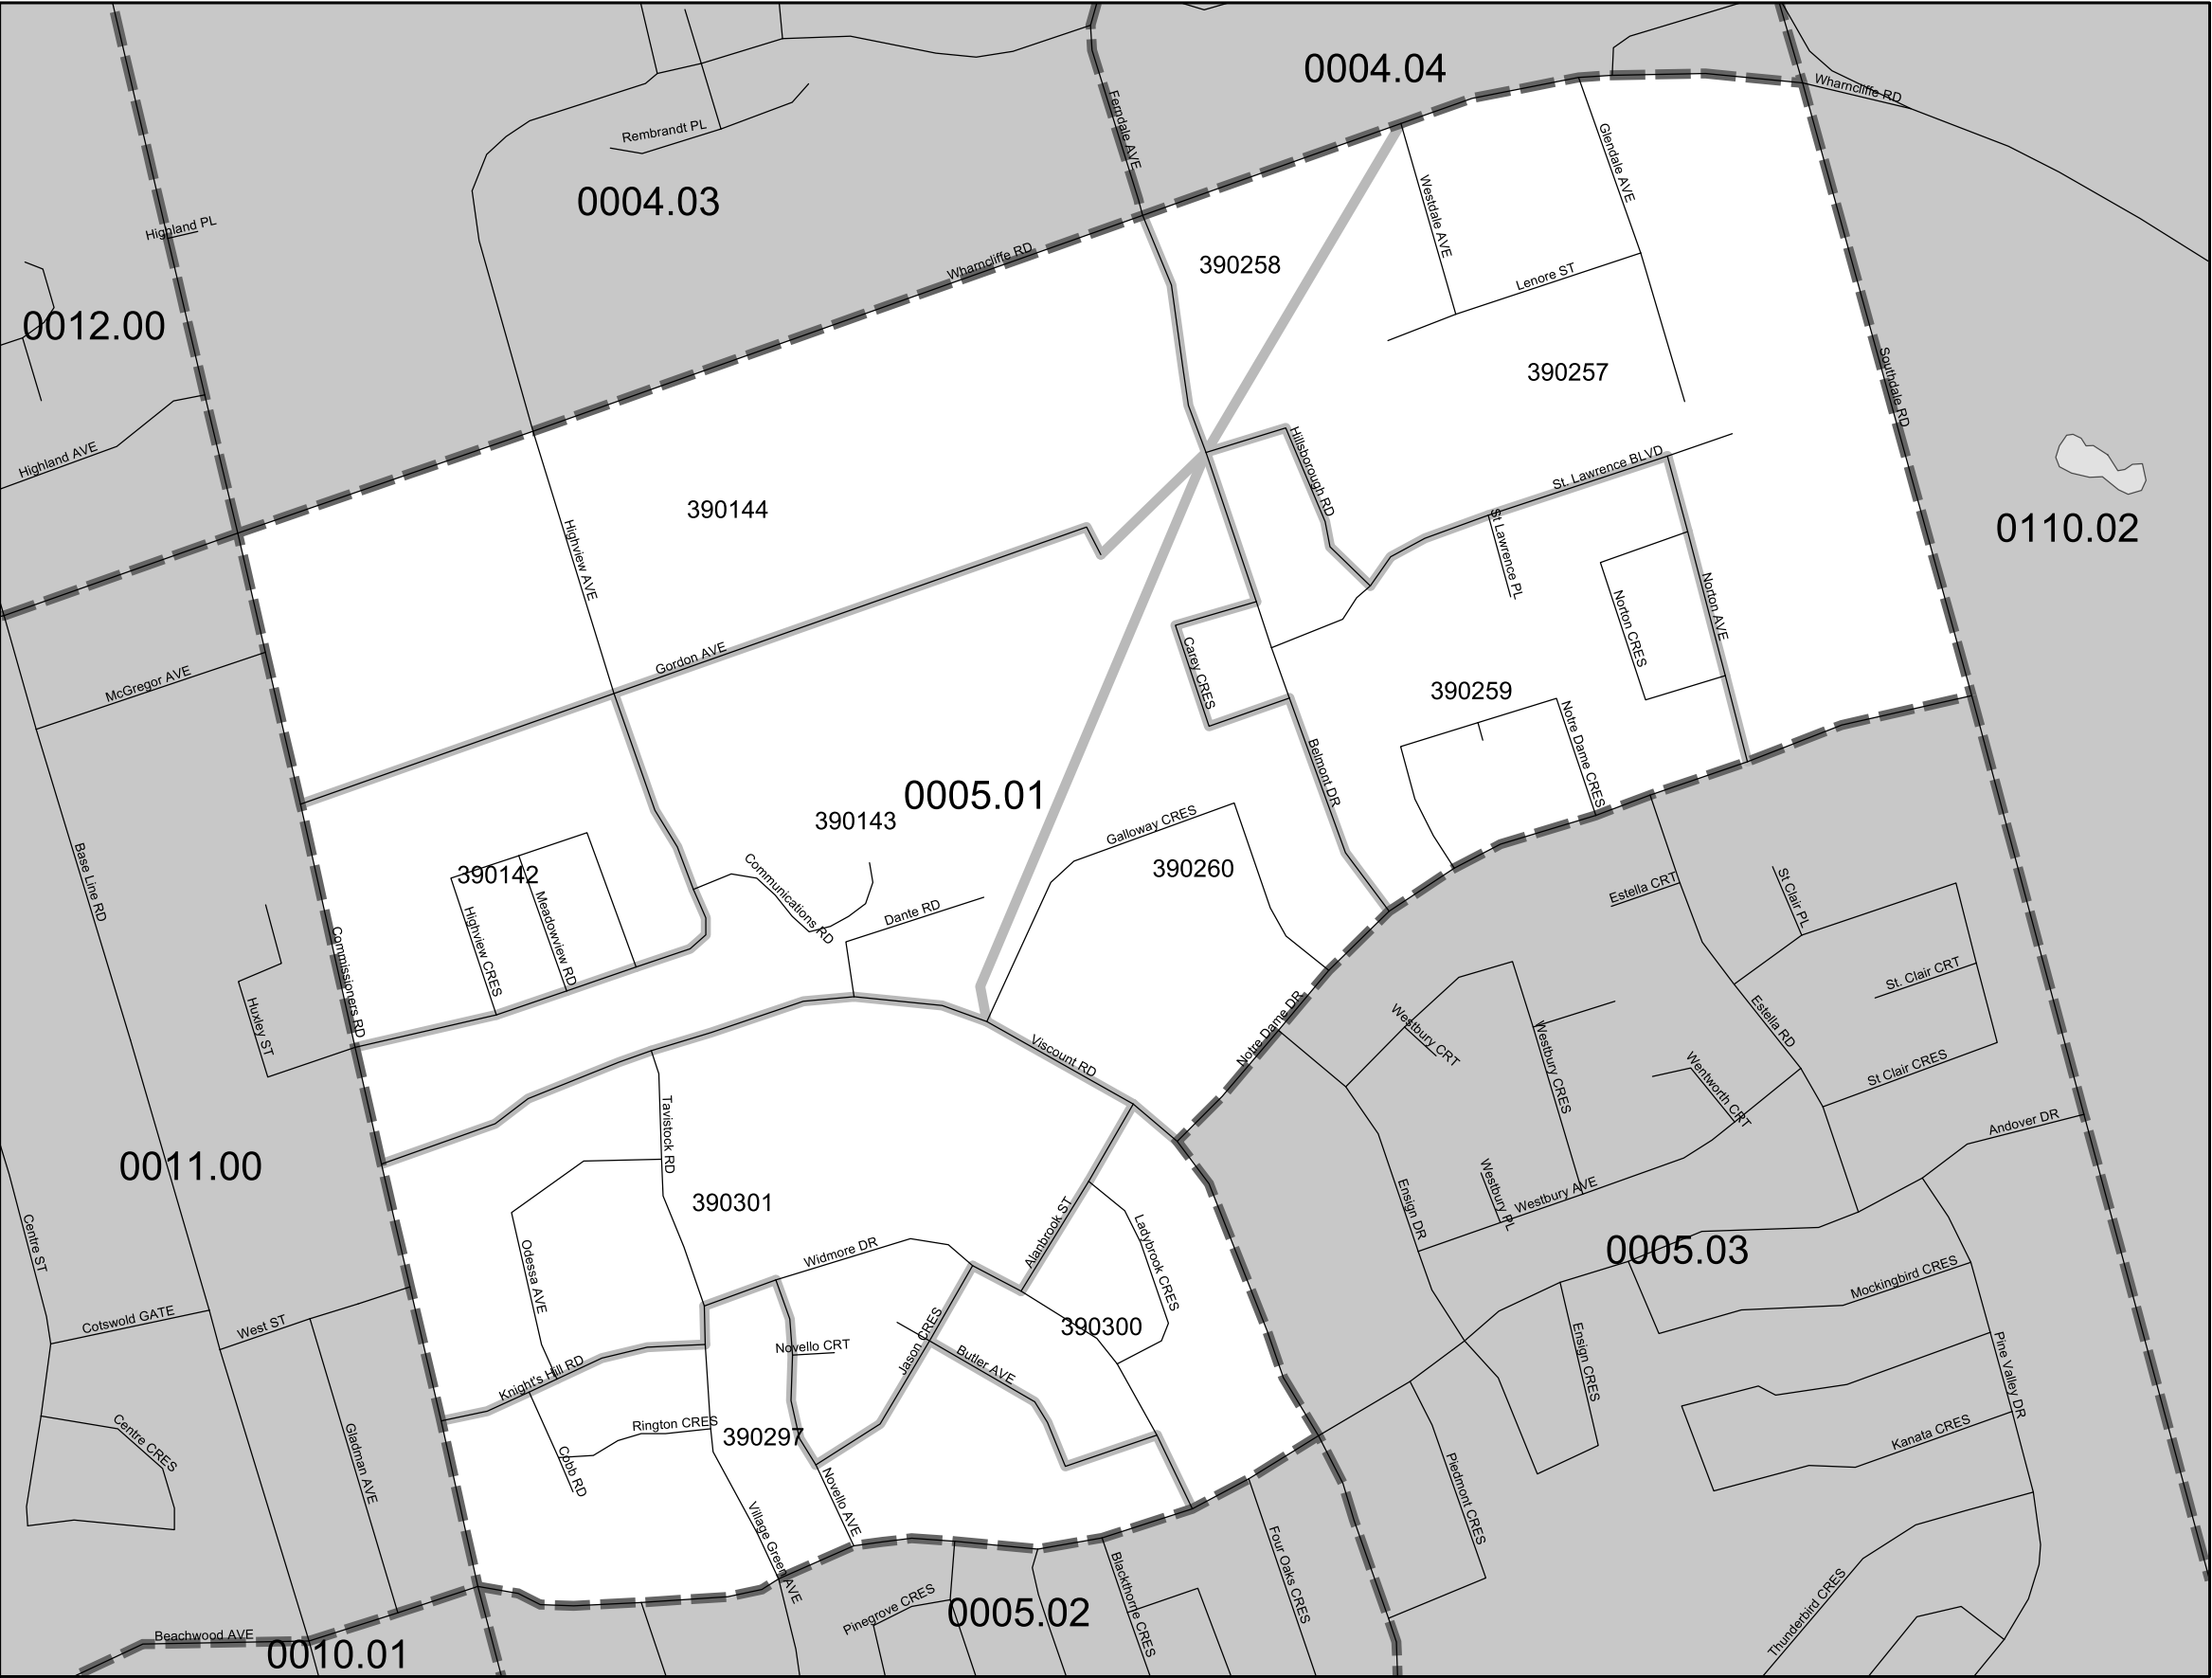 0004.04
Wharncliffe RD
Ferndale AVE
Rembrandt PL
0004.03
Glendale AVE
Westdale AVE
Highland PL
Wharncliffe RD
390258
Lenore ST
0012.00
390257
Southdale RD
Highland AVE
Hillsborough RD
St. Lawrence BLVD
390144
0110.02
Highview AVE
St Lawrence PL
Norton AVE
Norton CRES
Gordon AVE
McGregor AVE
Carey CRES
390259
Notre Dame CRES
Belmont DR
0005.01
390143
Galloway CRES
390260
390142
Base Line RD
Communications RD
Meadowview RD
Highview CRES
Dante RD
Estella CRT
St Clair PL
St. Clair CRT
Commissioners RD
Huxley ST
Notre Dame DR
Westbury CRT
Westbury CRES
Estella RD
Viscount RD
Wentworth CRT
St Clair CRES
Andover DR
Tavistock RD
0011.00
390301
Westbury PL
Westbury AVE
Ensign DR
Centre ST
Alanbrook ST
Ladybrook CRES
Widmore DR
Odessa AVE
0005.03
Mockingbird CRES
Cotswold GATE
West ST
390300
Novello CRT
Jason CRES
Butler AVE
Ensign CRES
Pine Valley DR
Knight's Hill RD
Rington CRES
390297
Centre CRES
Gladman AVE
Cobb RD
Kanata CRES
Piedmont CRES
Novello AVE
Village Green AVE
Four Oaks CRES
Blackthorne CRES
Pinegrove CRES
0005.02
Thunderbird CRES
Beachwood AVE
0010.01